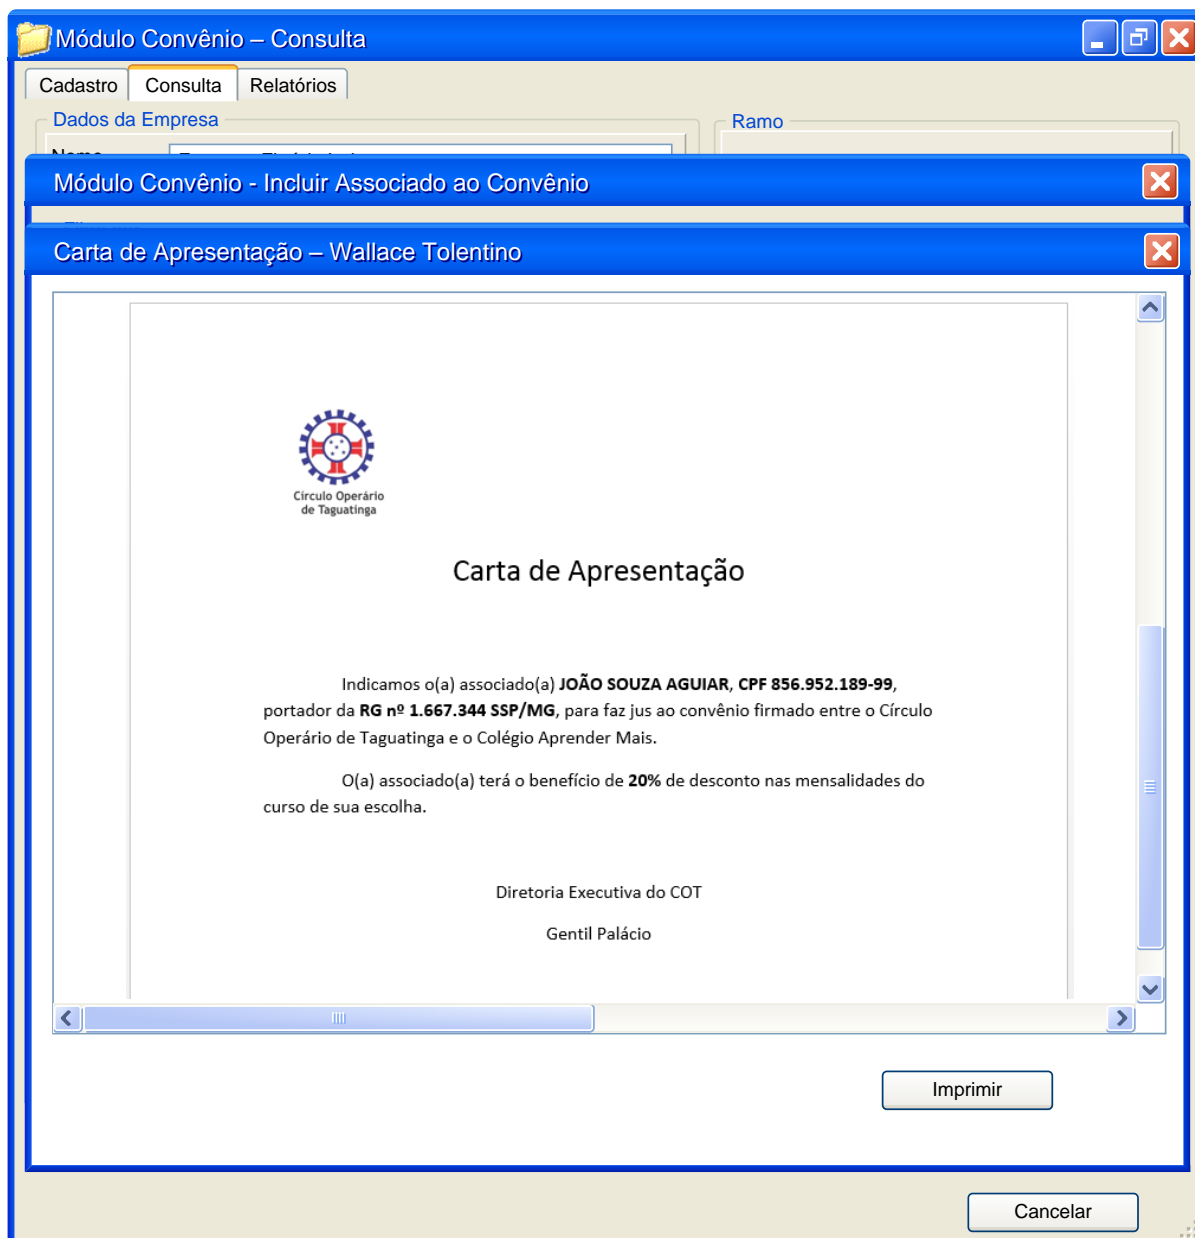 Módulo Convênio – Consulta
Cadastro Consulta Relatórios
Dados da Empresa
Ramo
Módulo Convênio - Incluir Associado ao Convênio
Carta de Apresentação – Wallace Tolentino
Círculo Operário
de Taguatinga
Carta de Apresentação
Indicamos o(a) associado(a) JOÃO SOUZA AGUIAR, CPF 856.952.189-99,
portador da RG nº 1.667.344 SSP/MG, para faz jus ao convênio firmado entre o Círculo
Operário de Taguatinga e o Colégio Aprender Mais.
O(a) associado(a) terá o benefício de 20% de desconto nas mensalidades do
curso de sua escolha.
Diretoria Executiva do COT
Gentil Palácio
Imprimir
Cancelar